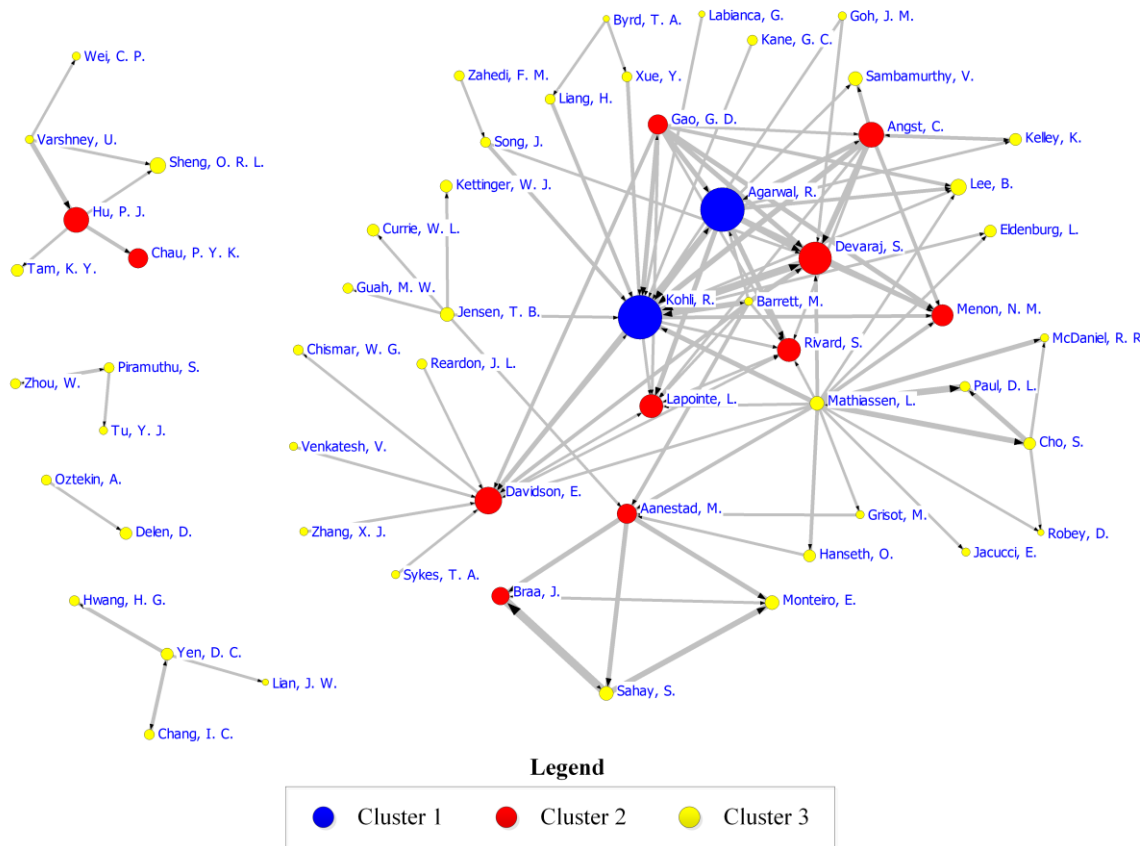 Byrd, T. A.
Labianca, G.
Goh, J. M.
Kane, G. C.
Wei, C. P.
Zahedi, F. M.
Xue, Y.
Sambamurthy, V.
Liang, H.
Gao, G. D.
Angst, C.
Varshney, U.
Song, J.
Kelley, K.
Sheng, O. R. L.
Kettinger, W. J.
Agarwal, R.
Lee, B.
Hu, P. J.
Currie, W. L.
Eldenburg, L.
Chau, P. Y. K.
Devaraj, S.
Tam, K. Y.
Guah, M. W.
Kohli, R.
Barrett, M.
Jensen, T. B.
Menon, N. M.
McDaniel, R. R
Chismar, W. G.
Rivard, S.
Reardon, J. L.
Piramuthu, S.
Zhou, W.
Paul, D. L.
Lapointe, L.
Mathiassen, L.
Tu, Y. J.
Venkatesh, V.
Cho, S.
Oztekin, A.
Davidson, E.
Aanestad, M.
Grisot, M.
Delen, D.
Zhang, X. J.
Robey, D.
Jacucci, E.
Hanseth, O.
Sykes, T. A.
Hwang, H. G.
Braa, J.
Monteiro, E.
Yen, D. C.
Lian, J. W.
Sahay, S.
Chang, I. C.
Legend
Cluster 1 Cluster 2 Cluster 3